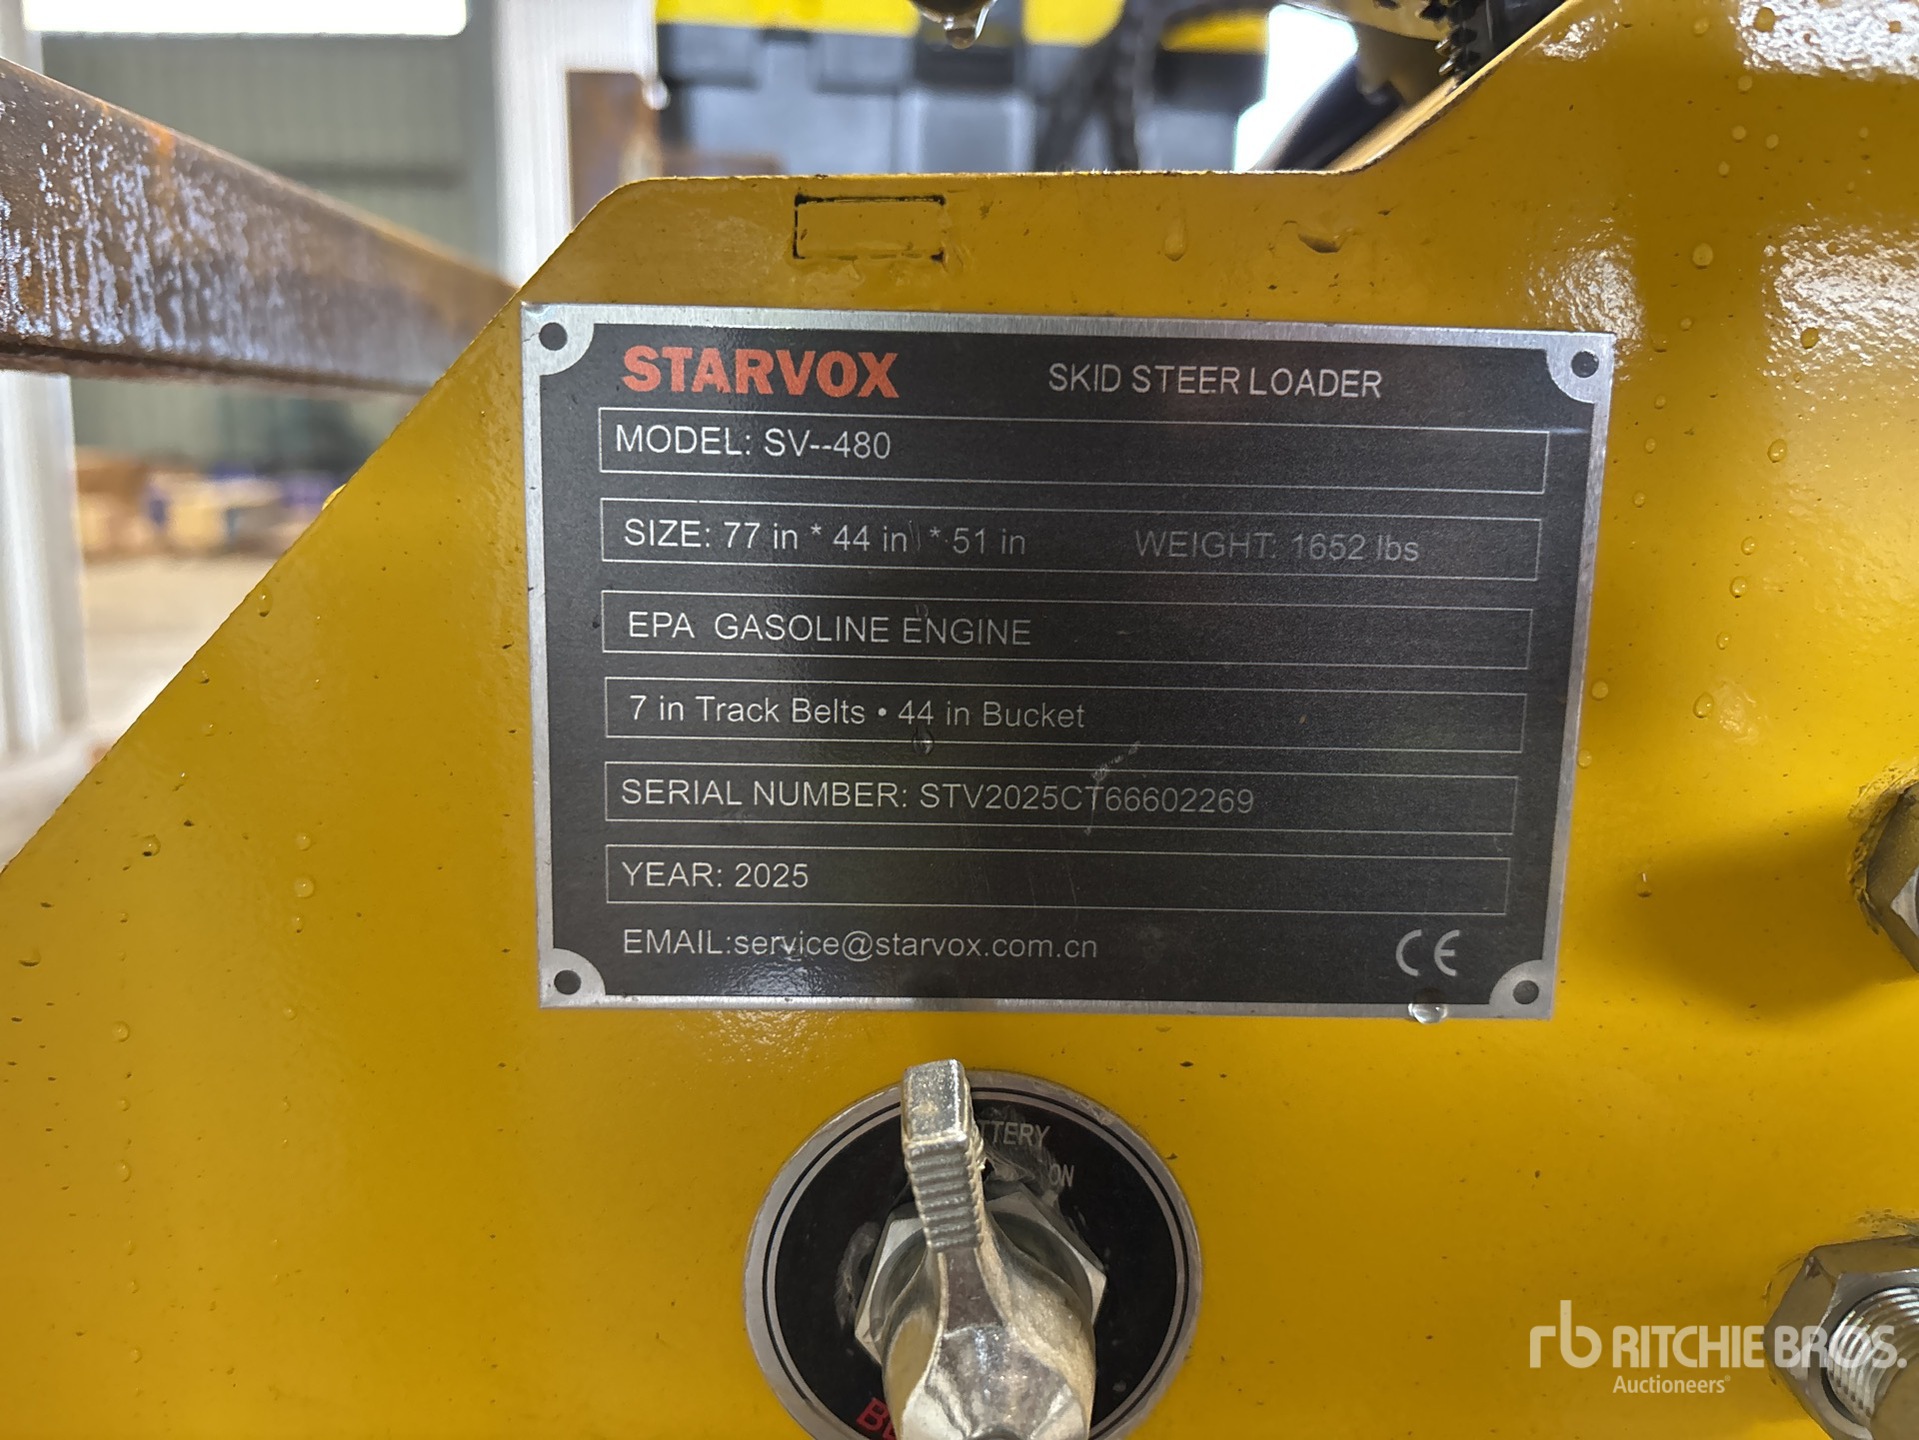 STARVOX SKID STEER LOADER
MODEL: SV--480
SIZE: 77 in * 44 in * 51 in WEIGHT: 1652 lbs
EPA GASOLINE ENGINE
7 in Track Belts • 44 in Bucket
SERIAL NUMBER: STV2025CT66602269
YEAR: 2025
EMAIL:service@starvox.com.cn CE
ON
rb RITCHIE BROS.
Auctioneers